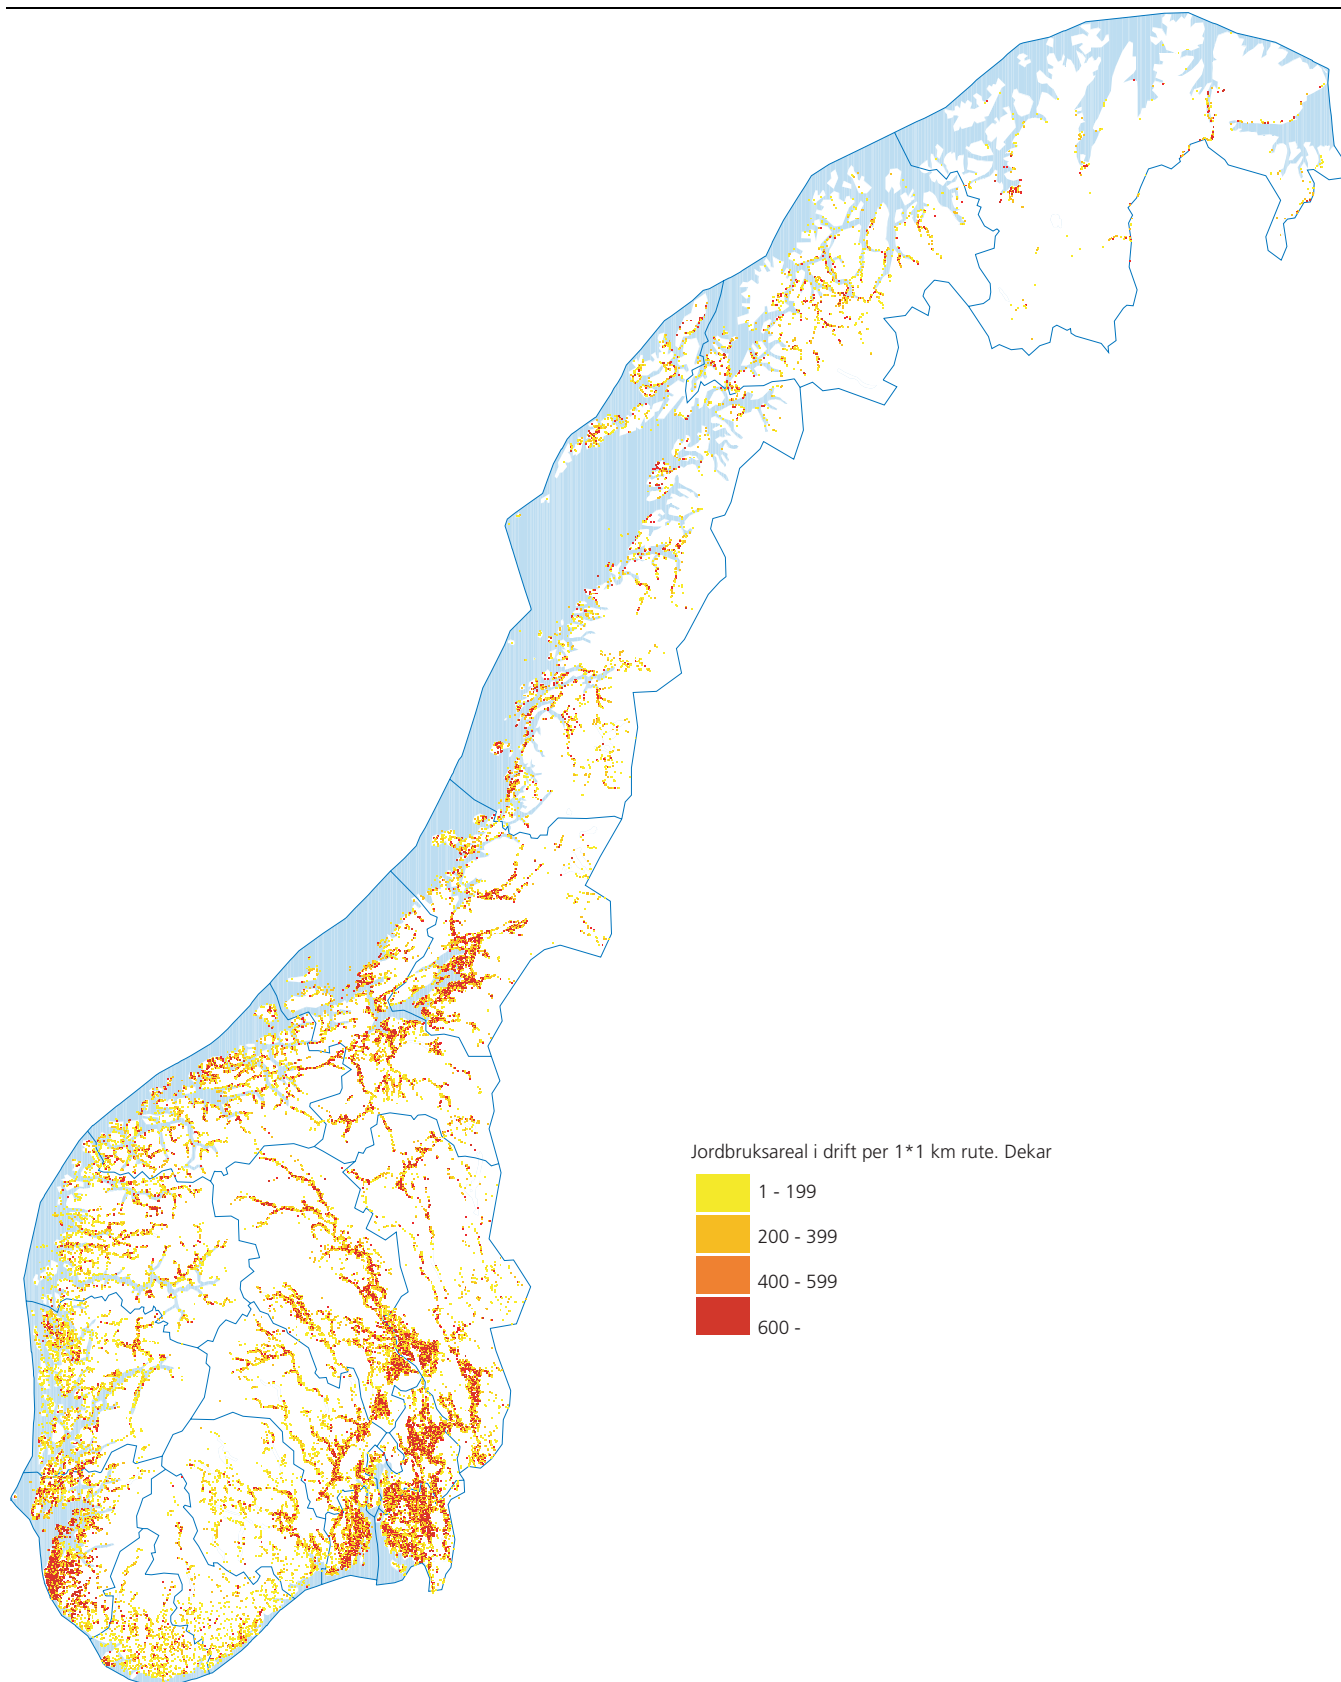 Jordbruksareal i drift per 1*1 km rute. Dekar
1 - 199
200 - 399
400 - 599
600 -